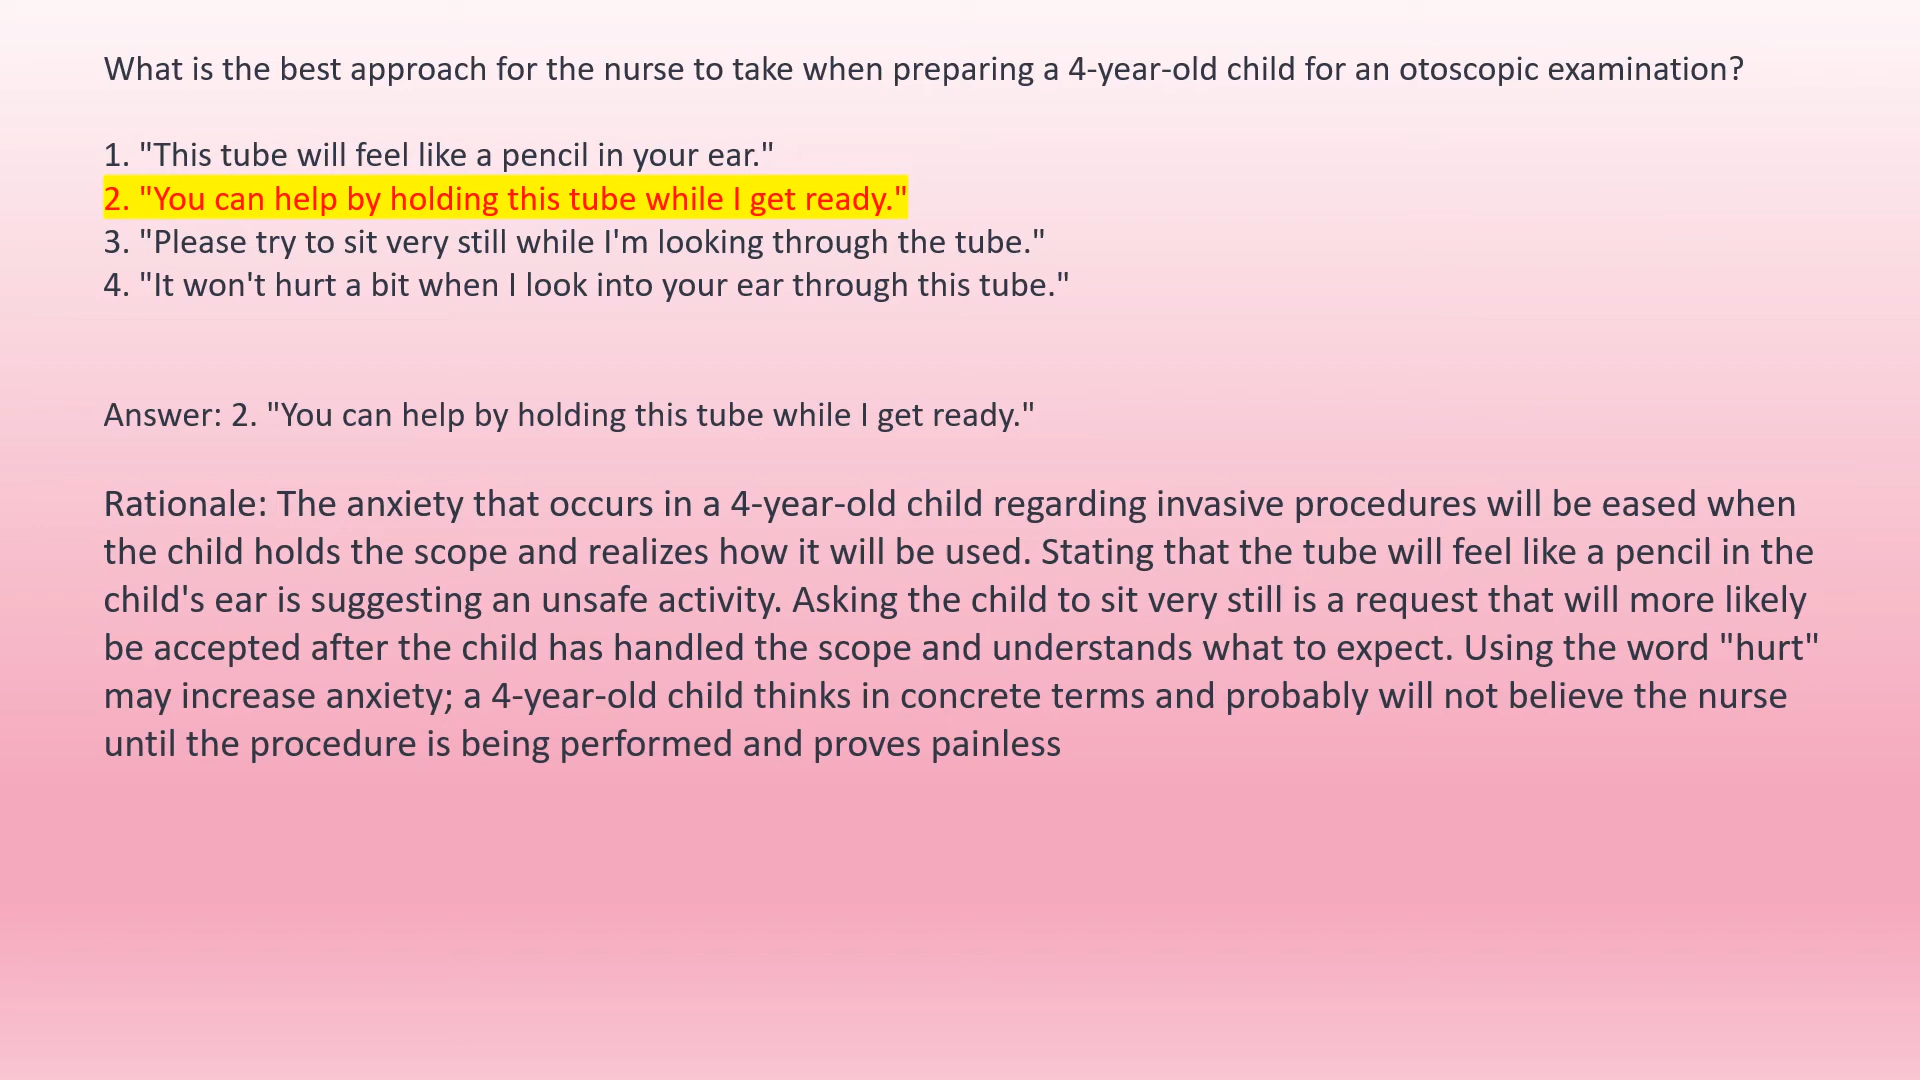 What is the best approach for the nurse to take when preparing a 4-year-old child for an otoscopic examination?
1. "This tube will feel like a pencil in your ear."
2. "You can help by holding this tube while I get ready."
3. "Please try to sit very still while I'm looking through the tube."
4. "It won't hurt a bit when I look into your ear through this tube."
Answer: 2. "You can help by holding this tube while I get ready."
Rationale: The anxiety that occurs in a 4-year-old child regarding invasive procedures will be eased when
the child holds the scope and realizes how it will be used. Stating that the tube will feel like a pencil in the
child's ear is suggesting an unsafe activity. Asking the child to sit very still is a request that will more likely
be accepted after the child has handled the scope and understands what to expect. Using the word "hurt"
may increase anxiety; a 4-year-old child thinks in concrete terms and probably will not believe the nurse
until the procedure is being performed and proves painless